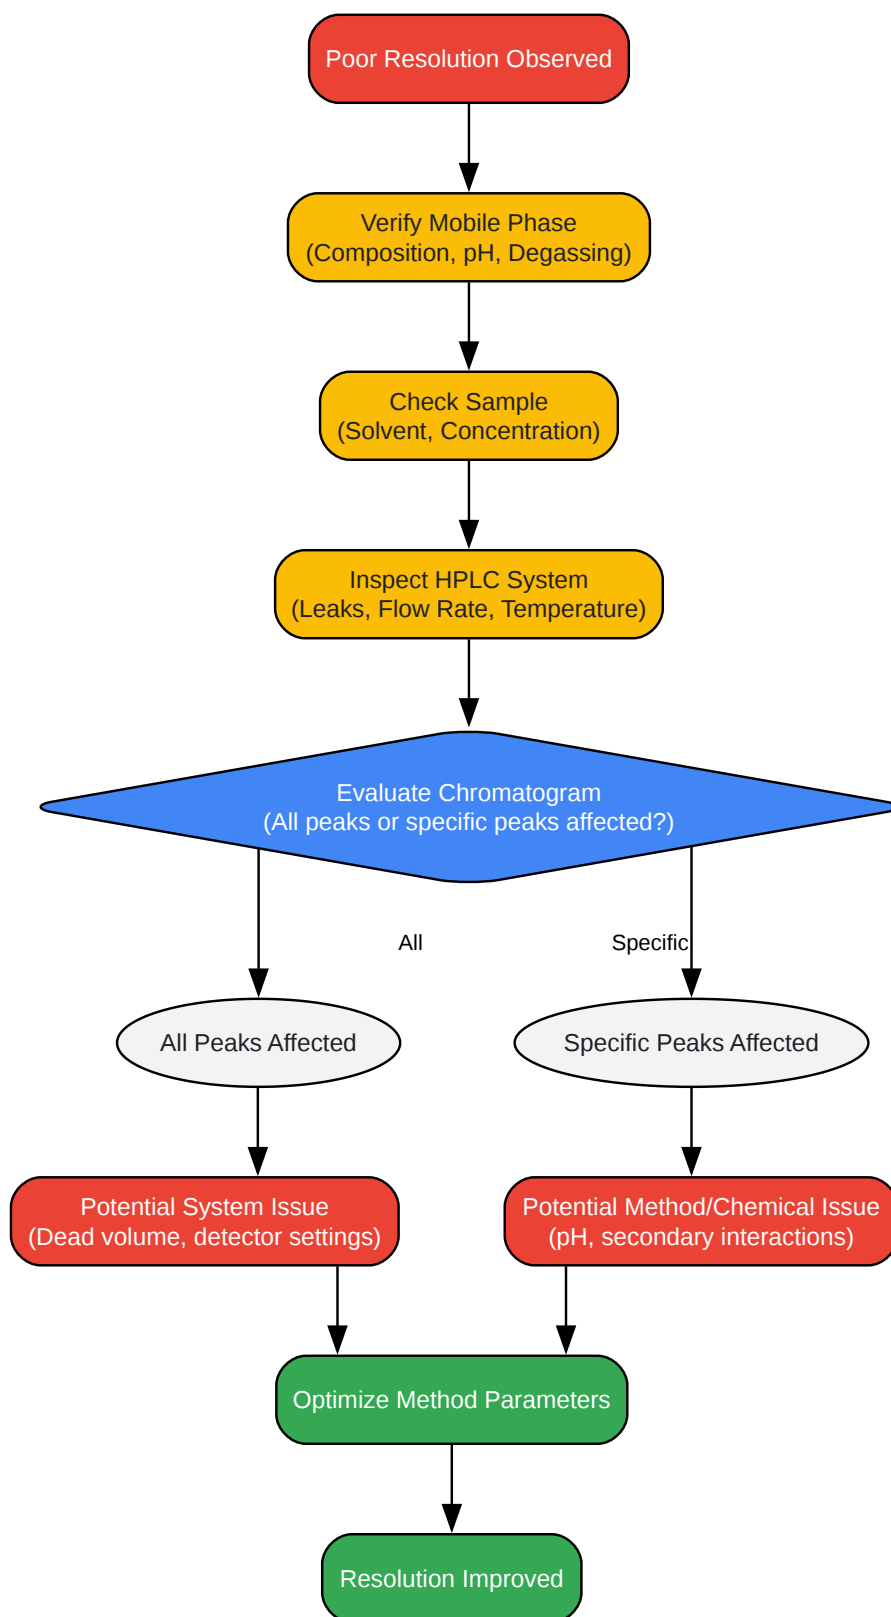 Poor Resolution Observed
Verify Mobile Phase
(Composition, pH, Degassing)
Check Sample
(Solvent, Concentration)
Inspect HPLC System
(Leaks, Flow Rate, Temperature)
Evaluate Chromatogram
(All peaks or specific peaks affected?)
All
Specific
All Peaks Affected
Specific Peaks Affected
Potential System Issue
(Dead volume, detector settings)
Potential Method/Chemical Issue
(pH, secondary interactions)
Optimize Method Parameters
Resolution Improved